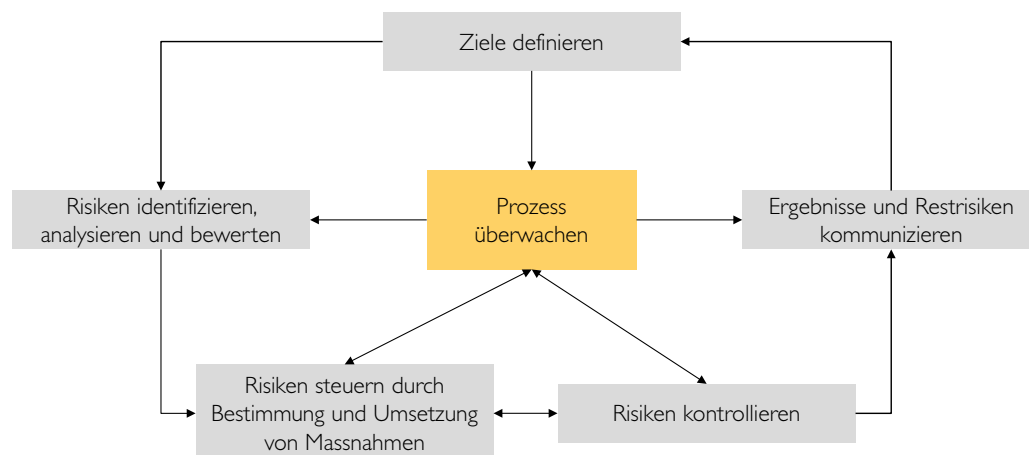 Ziele definieren
Risiken identifizieren,
analysieren und bewerten
Prozess
überwachen
Ergebnisse und Restrisiken
kommunizieren
Risiken steuern durch
Bestimmung und Umsetzung
von Massnahmen
Risiken kontrollieren